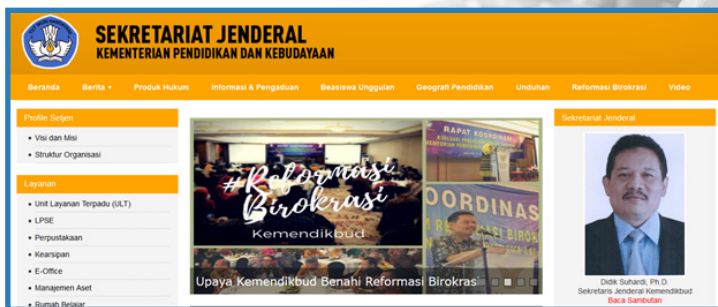 SEKRETARIAT JENDERAL
KEMENTERIAN PENDIDIKAN DAN KEBUDAYAAN
Beranda Berita Produk Hukum Informasi & Pengaduan Beasiswa Unggulan Geografi Pendidikan Unduhan Reformasi Birokrasi Video
Profile Setjen
• Visi dan Misi
• Struktur Organisasi
Layanan
• Unit Layanan Terpadu (ULT)
• LPSE
• Perpustakaan
• Kearsipan
• E-Office
• Manajemen Aset
• Rumah Belajar
#Reformasi
Birokrasi
Kemendikbud
RAPAT KOORDINASI
OORDINAS
Upaya Kemendikbud Benahi Reformasi Birokras
Sekretariat Jenderal
Didik Suhardi, Ph.D.
Sekretaris Jenderal Kemendikbud
Baca Sambutan